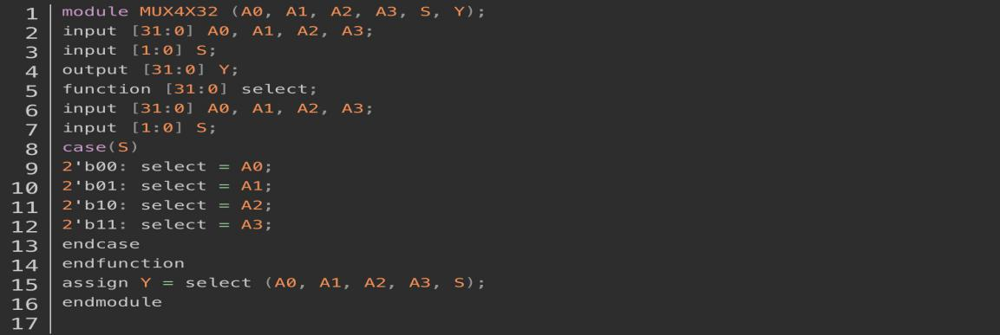 1 module MUX4X32 (A0, A1, A2, A3, S, Y);
2 input [31:0] A0, A1, A2, A3;
3 input [1:0] S;
4 output [31:0] Y;
5 function [31:0] select;
6 input [31:0] A0, A1, A2, A3;
7 input [1:0] S;
8 case(S)
9 2'b00: select = A0;
10 2'b01: select = A1;
11 2'b10: select = A2;
12 2'b11: select = A3;
13 endcase
14 endfunction
15 assign Y = select (A0, A1, A2, A3, S);
16 endmodule
17